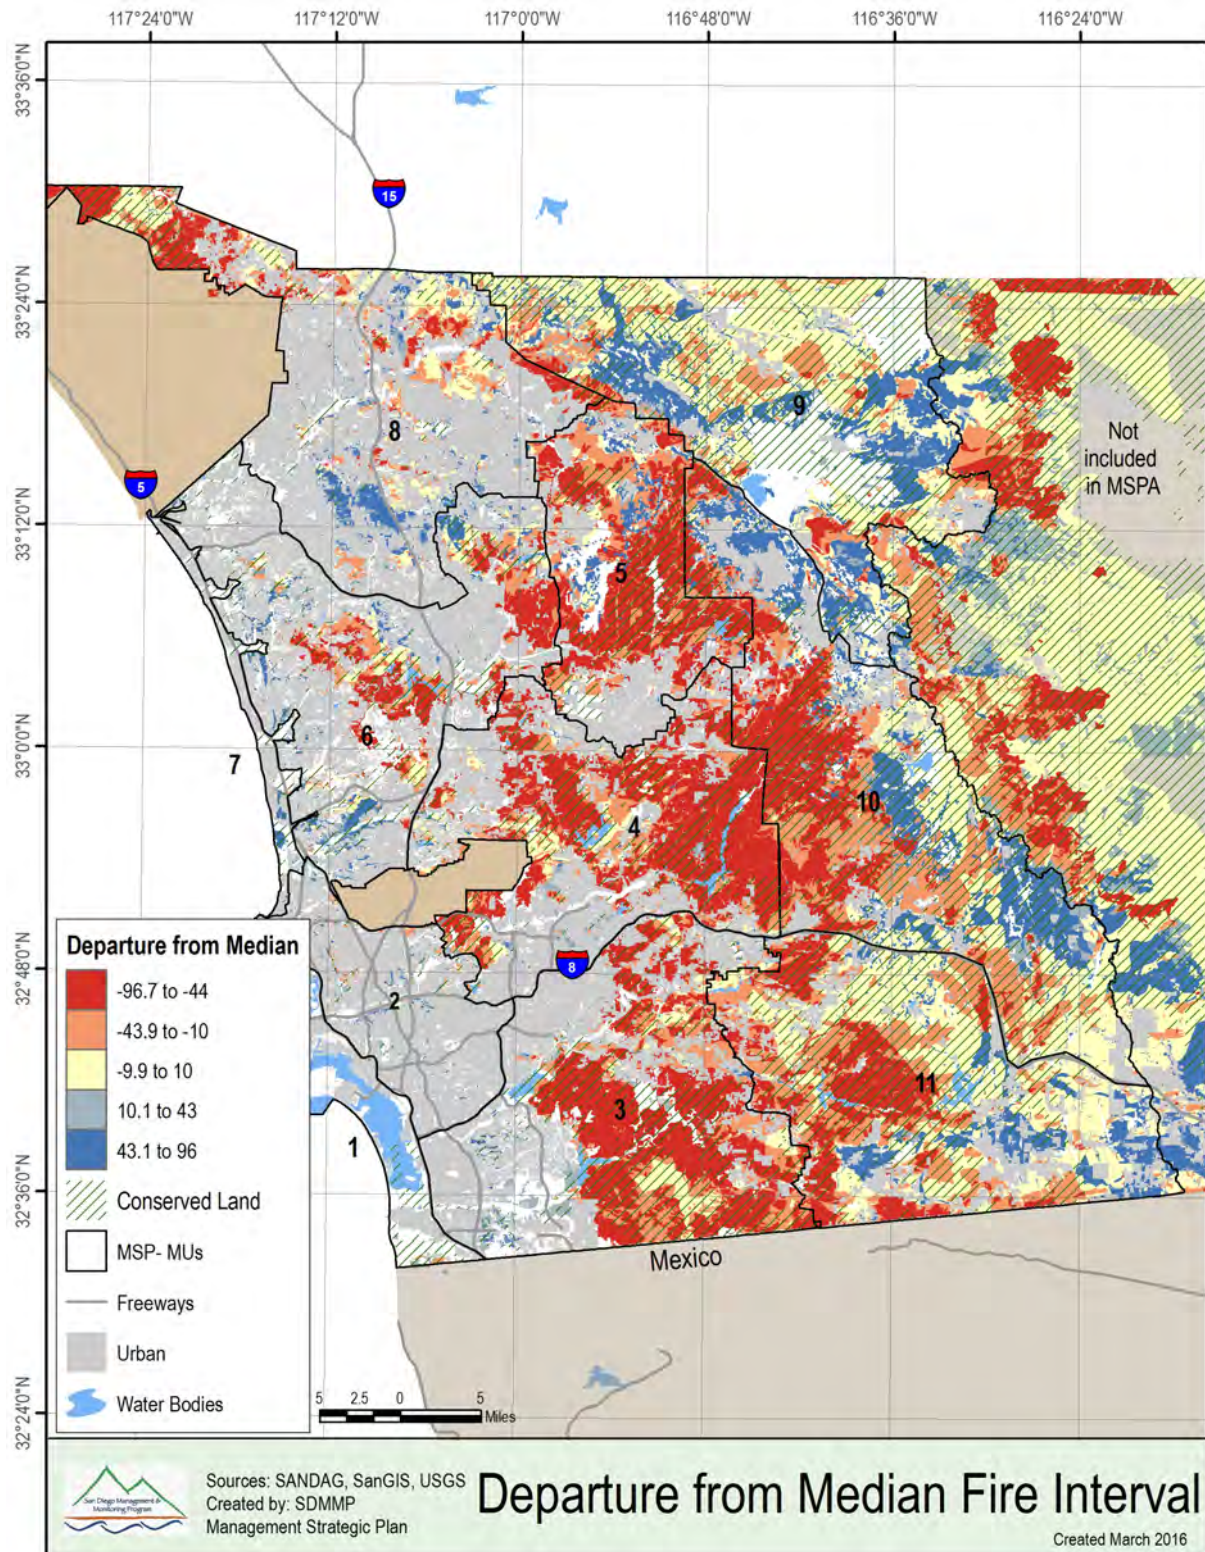 117°24'0"W 117°12'0"W 117°0'0"W 116°48'0"W 116°36'0"W 116°24'0"W
33°36'0"N
33°24'0"N
33°12'0"N
33°0'0"N
32°48'0"N
32°36'0"N
32°24'0"N
15
9
8
Not
included
in MSPA
5
5
6
7
10
4
8
2
11
3
1
Mexico
Departure from Median
-96.7 to -44
-43.9 to -10
-9.9 to 10
10.1 to 43
43.1 to 96
Conserved Land
MSP- MUs
Freeways
Urban
Water Bodies
5 2.5 0 5
Miles
San Diego Management &
Monitoring Program
Sources: SANDAG, SanGIS, USGS
Created by: SDMMP
Management Strategic Plan
Departure from Median Fire Interval
Created March 2016